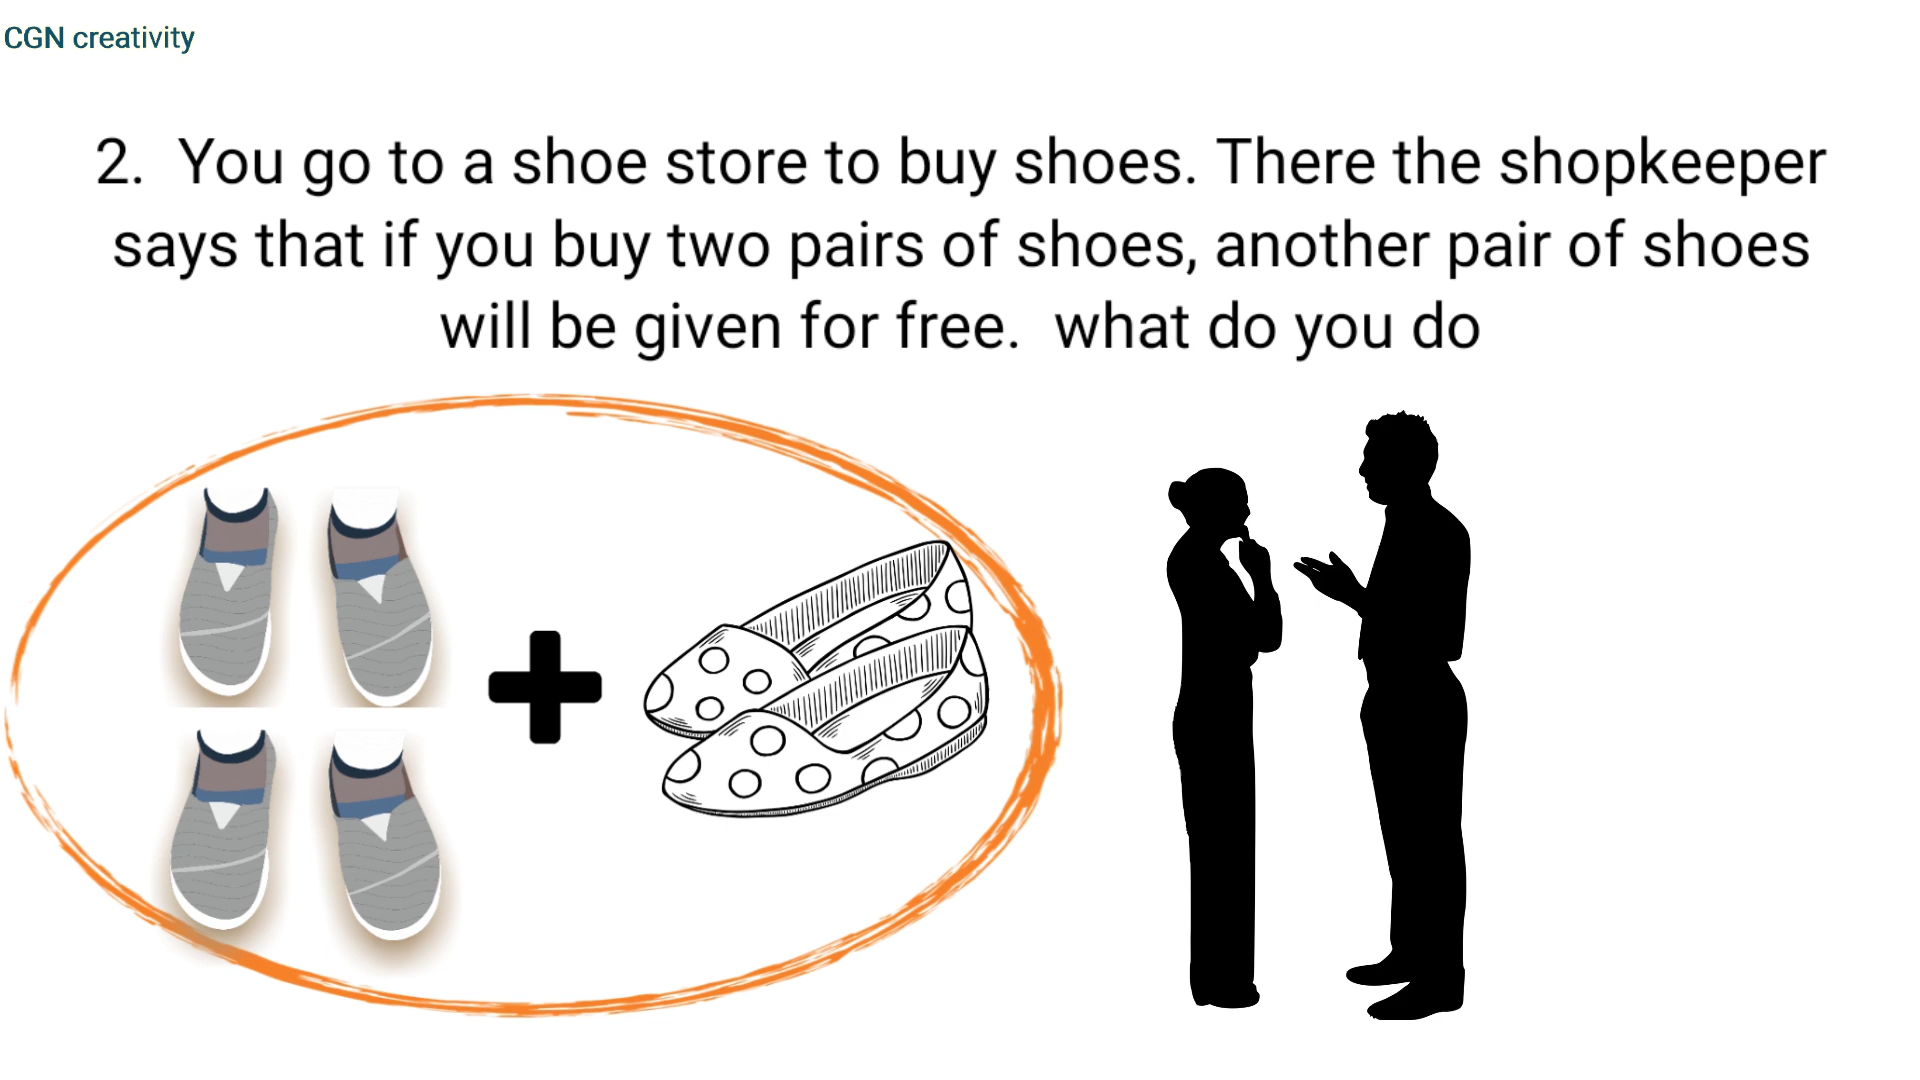 CGN creativity
2. You go to a shoe store to buy shoes. There the shopkeeper
says that if you buy two pairs of shoes, another pair of shoes
will be given for free. what do you do